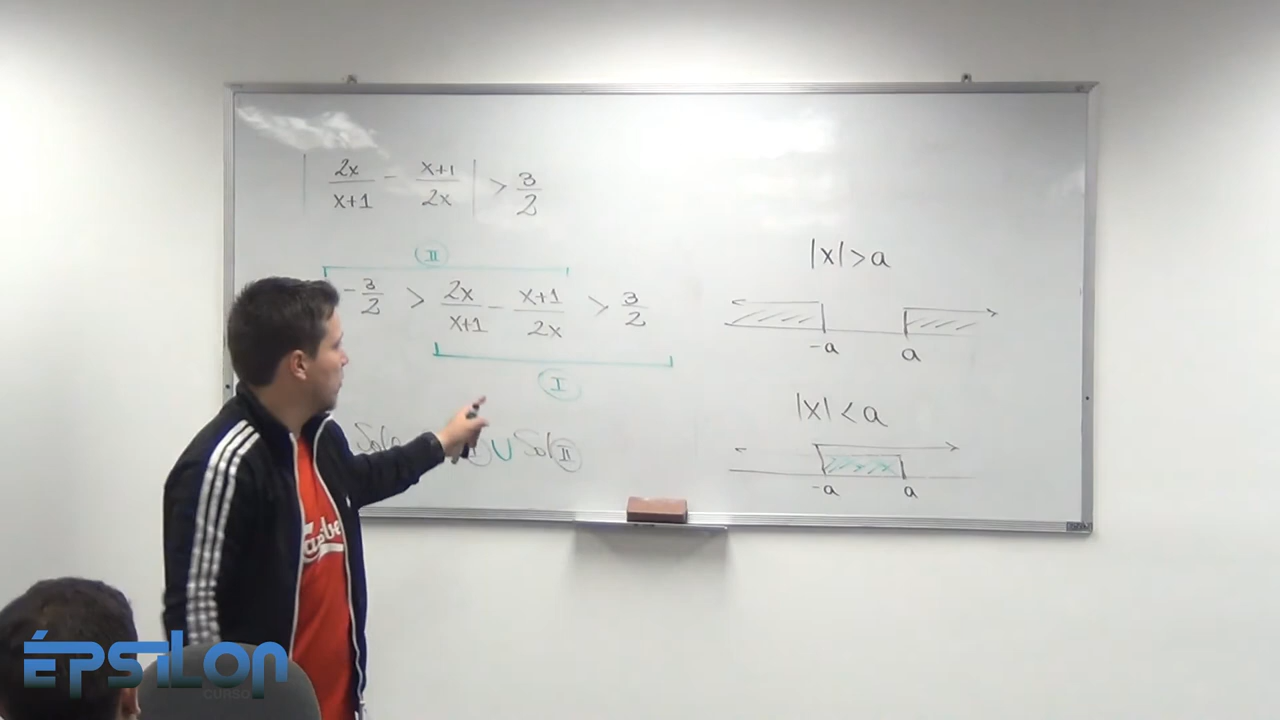 | 2x/x+1 - x+1/2x | > 3/2
II
-3/2 > 2x/x+1 - x+1/2x > 3/2
I
I ∪ Sol II
|x|>a
-a a
|x|<a
-a a
Carlsbe
ÉPSILON
CURSO